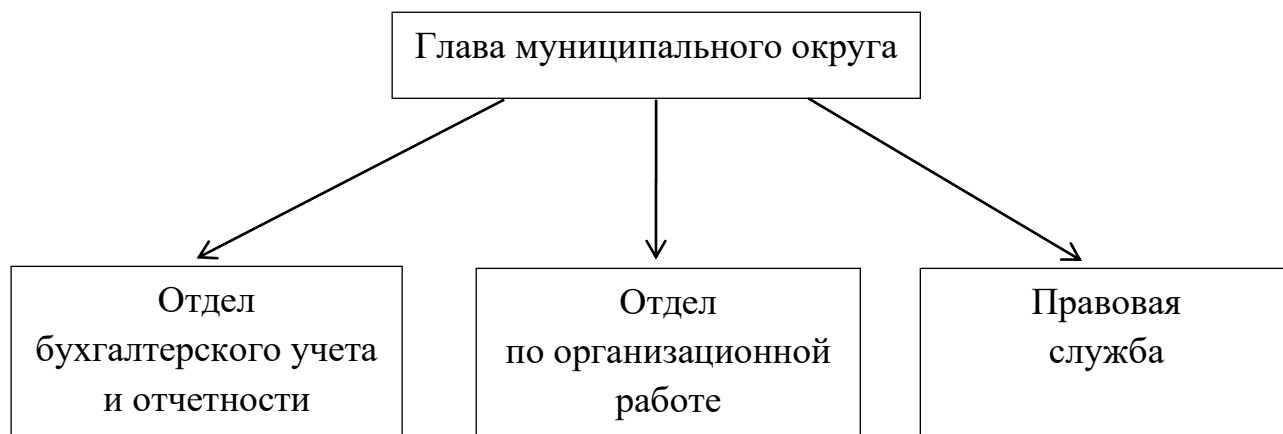 Глава муниципального округа
Отдел
бухгалтерского учета
и отчетности
Отдел
по организационной
работе
Правовая
служба